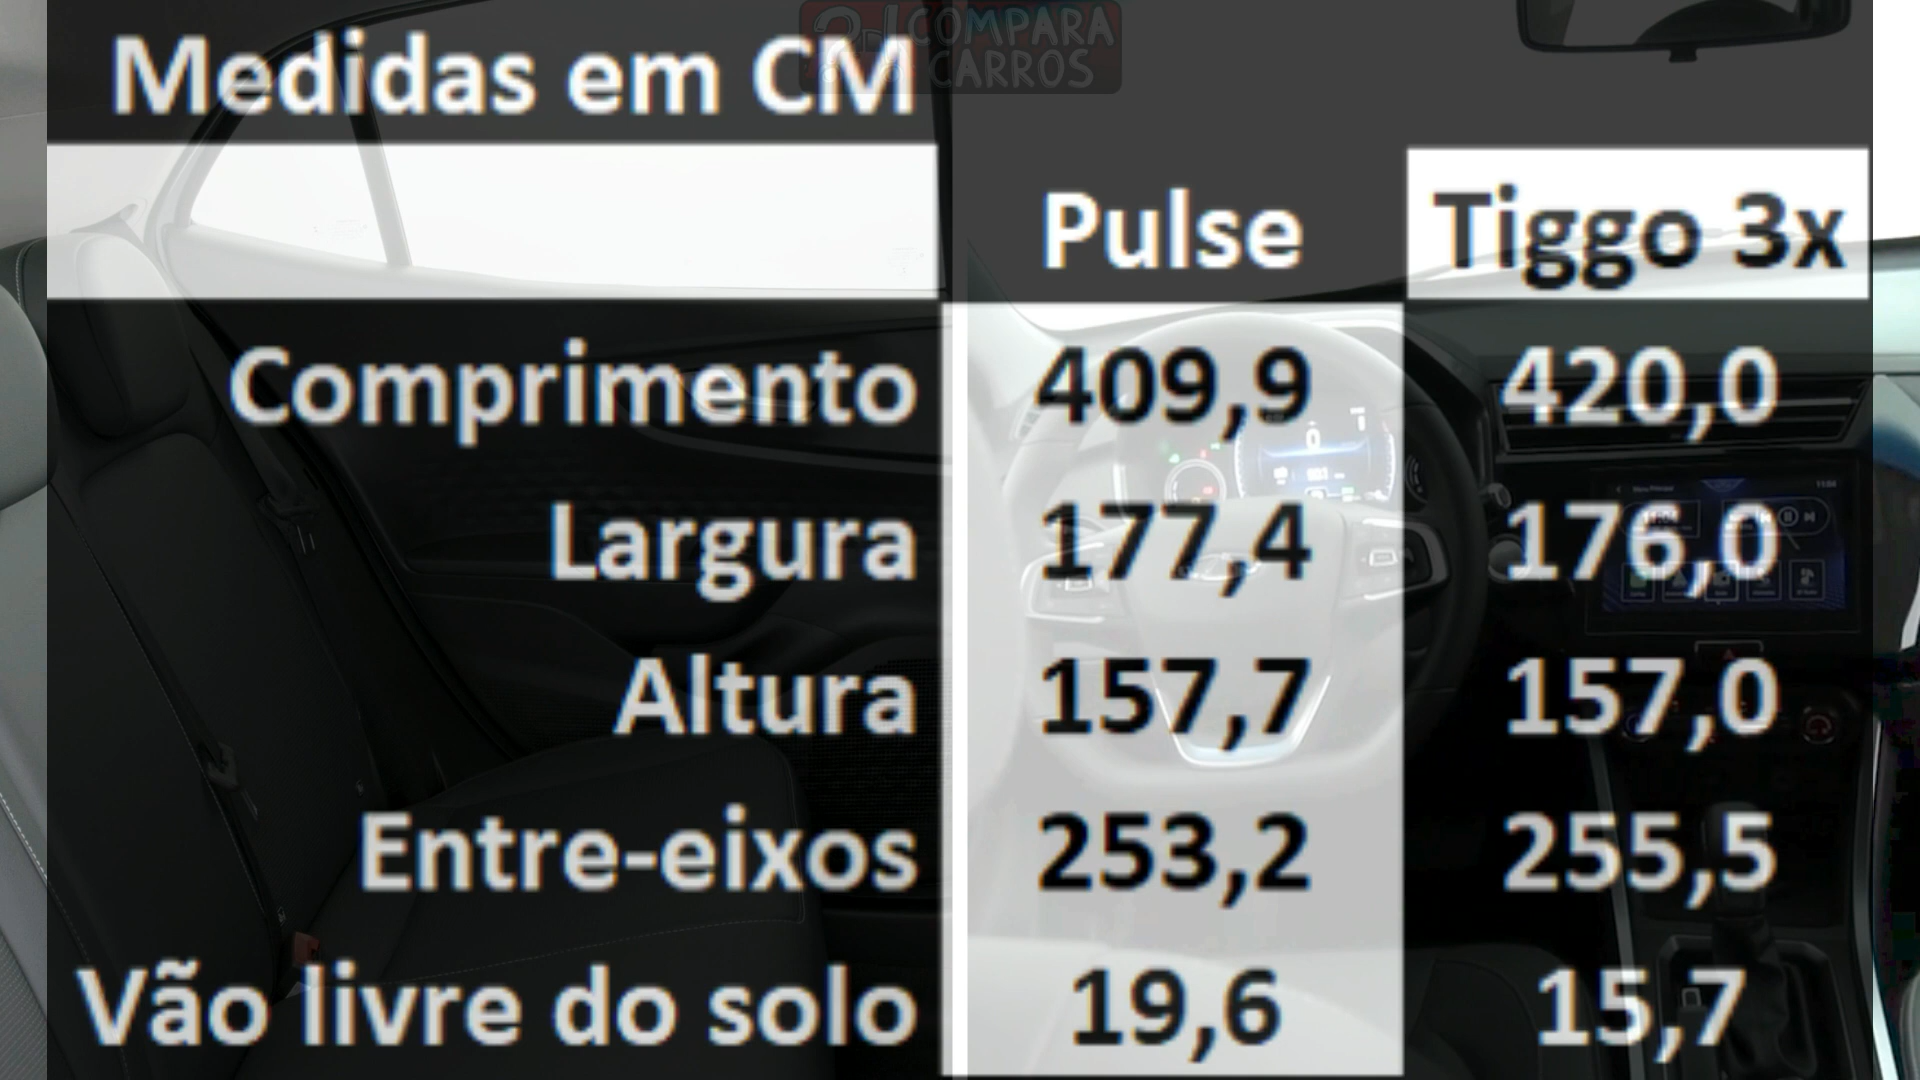 COMPARA
CARROS
Medidas em CM
Pulse Tiggo 3x
Comprimento 409,9 420,0
Largura 177,4 176,0
Altura 157,7 157,0
Entre-eixos 253,2 255,5
Vão livre do solo 19,6 15,7